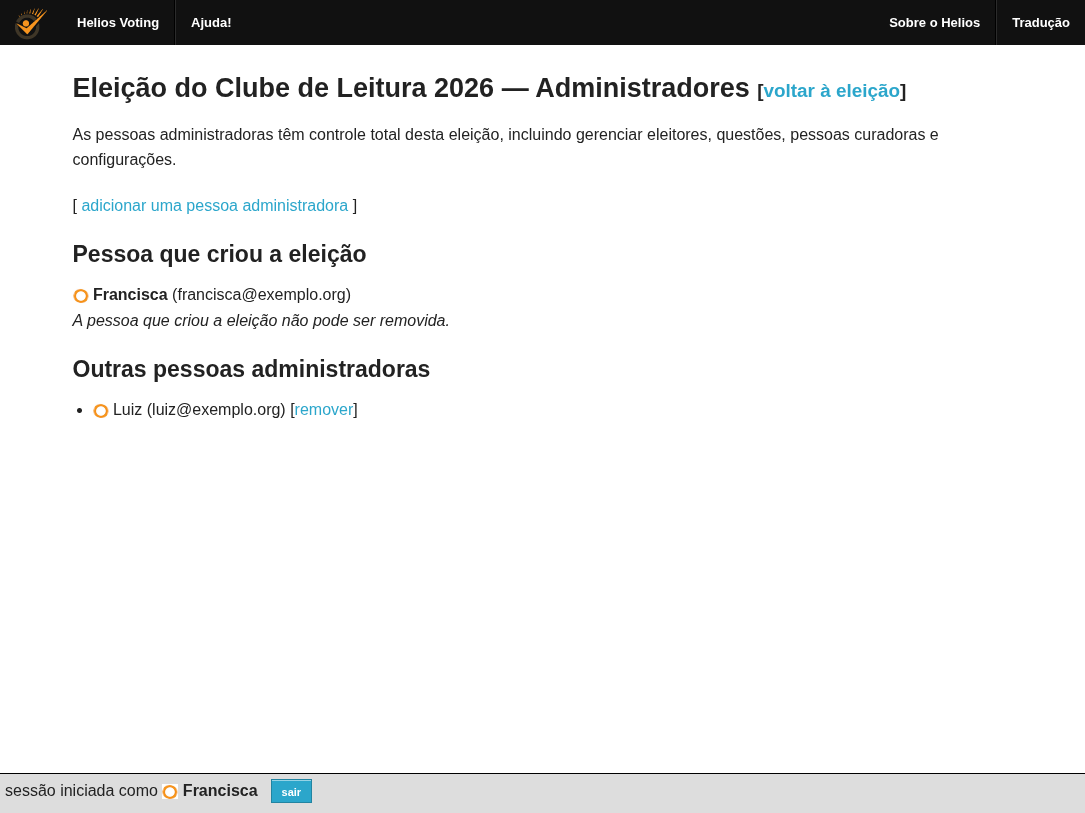 Helios Voting Ajuda! Sobre o Helios Tradução
Eleição do Clube de Leitura 2026 — Administradores [voltar à eleição]
As pessoas administradoras têm controle total desta eleição, incluindo gerenciar eleitores, questões, pessoas curadoras e
configurações.
[ adicionar uma pessoa administradora ]
Pessoa que criou a eleição
Francisca (francisca@exemplo.org)
A pessoa que criou a eleição não pode ser removida.
Outras pessoas administradoras
Luiz (luiz@exemplo.org) [remover]
sessão iniciada como Francisca sair